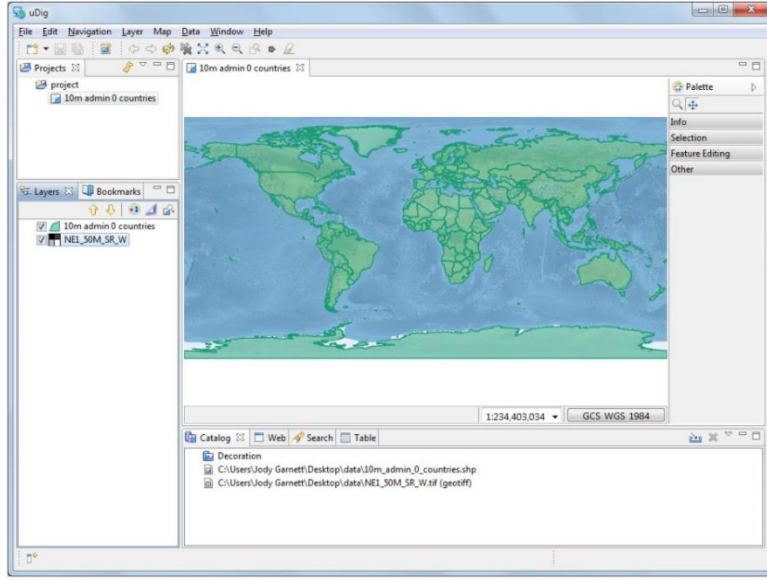 uDig
File Edit Navigation Layer Map Data Window Help
Projects
10m admin 0 countries
project
10m admin 0 countries
Palette
Info
Selection
Feature Editing
Other
Layers Bookmarks
10m admin 0 countries
NE1_50M_SR_W
1:234,403,034 GCS WGS 1984
Catalog Web Search Table
Decoration
C:\Users\Jody Garnett\Desktop\data\10m_admin_0_countries.shp
C:\Users\Jody Garnett\Desktop\data\NE1_50M_SR_W.tif (geotiff)